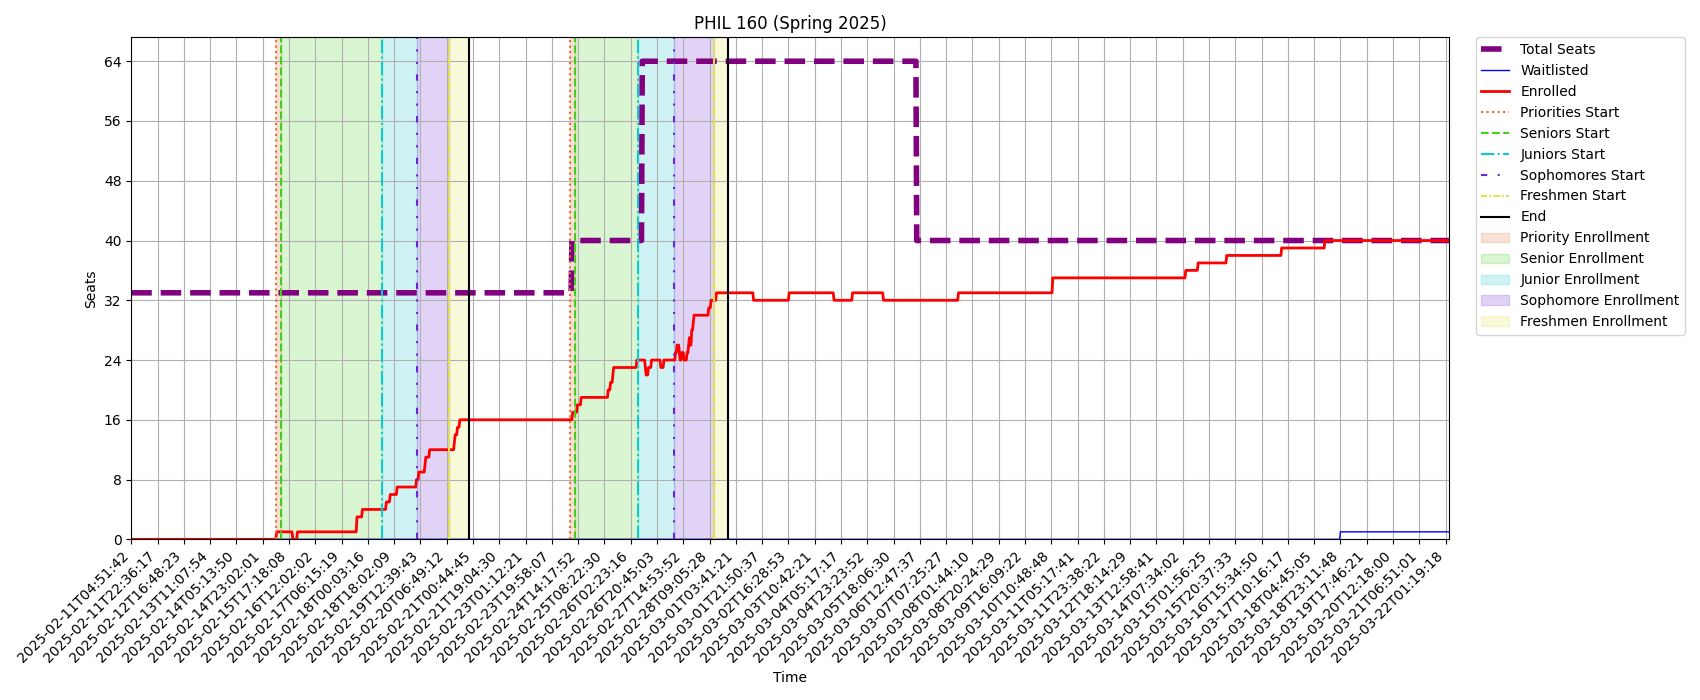 PHIL 160 (Spring 2025)
64
56
48
40
32
24
16
8
0
Seats
2025-02-11T04:51:42
2025-02-11T22:36:17
2025-02-12T16:48:23
2025-02-13T11:07:54
2025-02-14T05:13:50
2025-02-14T23:02:01
2025-02-15T17:18:08
2025-02-16T12:02:02
2025-02-17T06:15:19
2025-02-18T00:03:16
2025-02-18T18:02:09
2025-02-19T12:39:43
2025-02-20T06:49:12
2025-02-21T00:44:45
2025-02-21T19:04:30
2025-02-23T01:12:21
2025-02-23T19:58:07
2025-02-24T14:17:52
2025-02-25T08:22:30
2025-02-26T02:23:16
2025-02-26T20:45:03
2025-02-27T14:53:52
2025-02-28T09:05:28
2025-03-01T03:41:21
2025-03-01T21:50:37
2025-03-02T16:28:53
2025-03-03T10:42:21
2025-03-04T05:17:17
2025-03-04T23:23:52
2025-03-05T18:06:30
2025-03-06T12:47:37
2025-03-07T07:25:27
2025-03-08T01:44:10
2025-03-08T20:24:29
2025-03-09T16:09:22
2025-03-10T10:48:48
2025-03-11T05:17:41
2025-03-11T23:38:22
2025-03-12T18:14:29
2025-03-13T12:58:41
2025-03-14T07:34:02
2025-03-15T01:56:25
2025-03-15T20:37:33
2025-03-16T15:34:50
2025-03-17T10:16:17
2025-03-18T04:45:05
2025-03-18T23:11:48
2025-03-19T17:46:21
2025-03-20T12:18:00
2025-03-21T06:51:01
2025-03-22T01:19:18
Time
Total Seats
Waitlisted
Enrolled
Priorities Start
Seniors Start
Juniors Start
Sophomores Start
Freshmen Start
End
Priority Enrollment
Senior Enrollment
Junior Enrollment
Sophomore Enrollment
Freshmen Enrollment